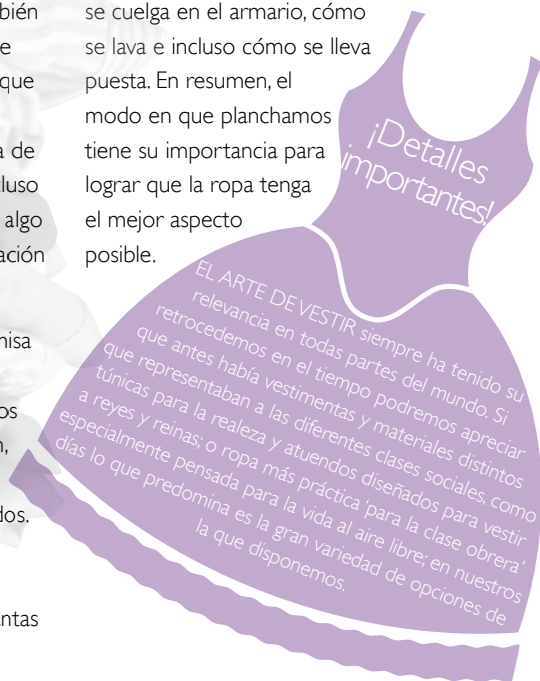 bién
e
que
a de
luso
algo
ación
nisa
os
n,
dos.
ntas
se cuelga en el armario, cómo
se lava e incluso cómo se lleva
puesta. En resumen, el
modo en que planchamos
tiene su importancia para
lograr que la ropa tenga
el mejor aspecto
posible.
¡Detalles
importantes!
EL ARTE DE VESTIR siempre ha tenido su
relevancia en todas partes del mundo. Si
retrocedemos en el tiempo podremos apreciar
que antes había vestimentas y materiales distintos
que representaban a las diferentes clases sociales, como
túnicas para la realeza y atuendos diseñados para vestir
a reyes y reinas; o ropa más práctica ‘para la clase obrera’
especialmente pensada para la vida al aire libre; en nuestros
días lo que predomina es la gran variedad de opciones de
la que disponemos.